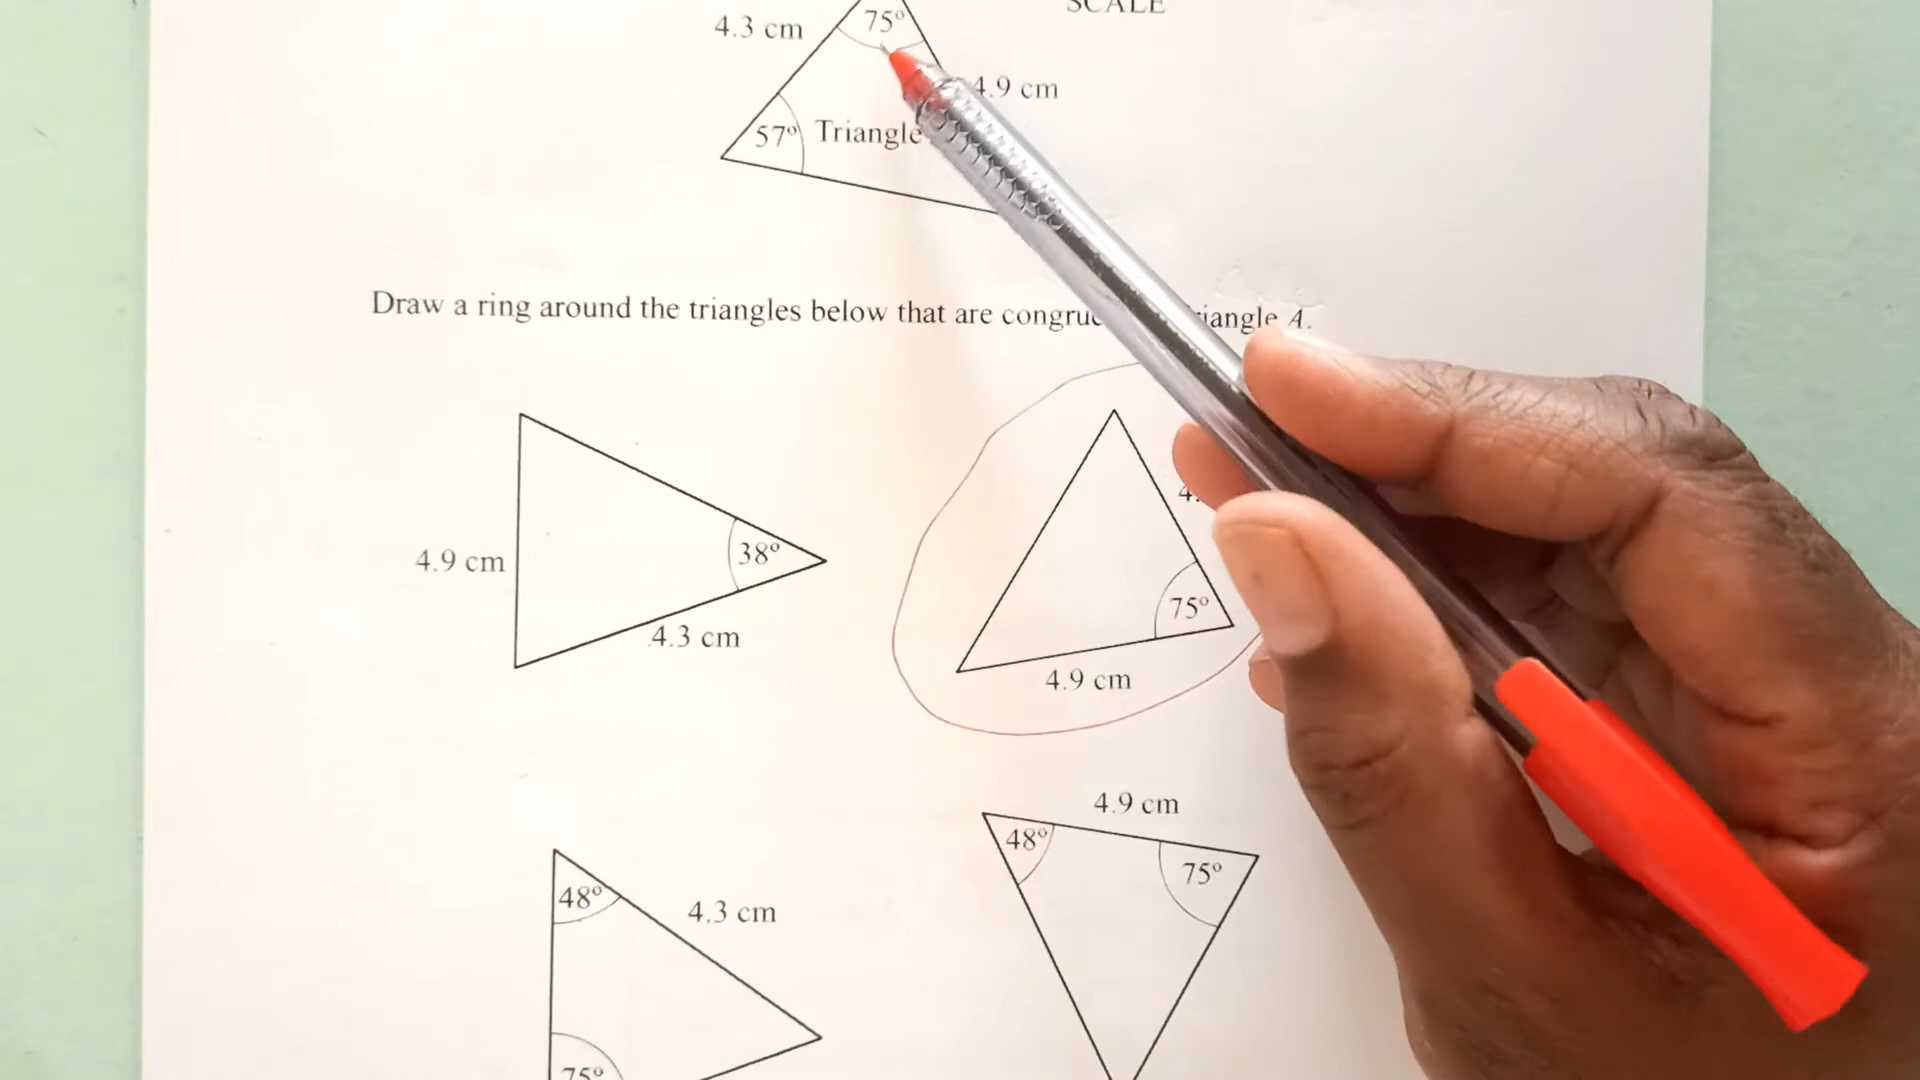 SCALE
4.3 cm
75°
4.9 cm
57°
Triangle
Draw a ring around the triangles below that are triangle A.
4.9 cm
38°
4.3 cm
75°
4.9 cm
4.9 cm
48°
75°
48°
4.3 cm
75°